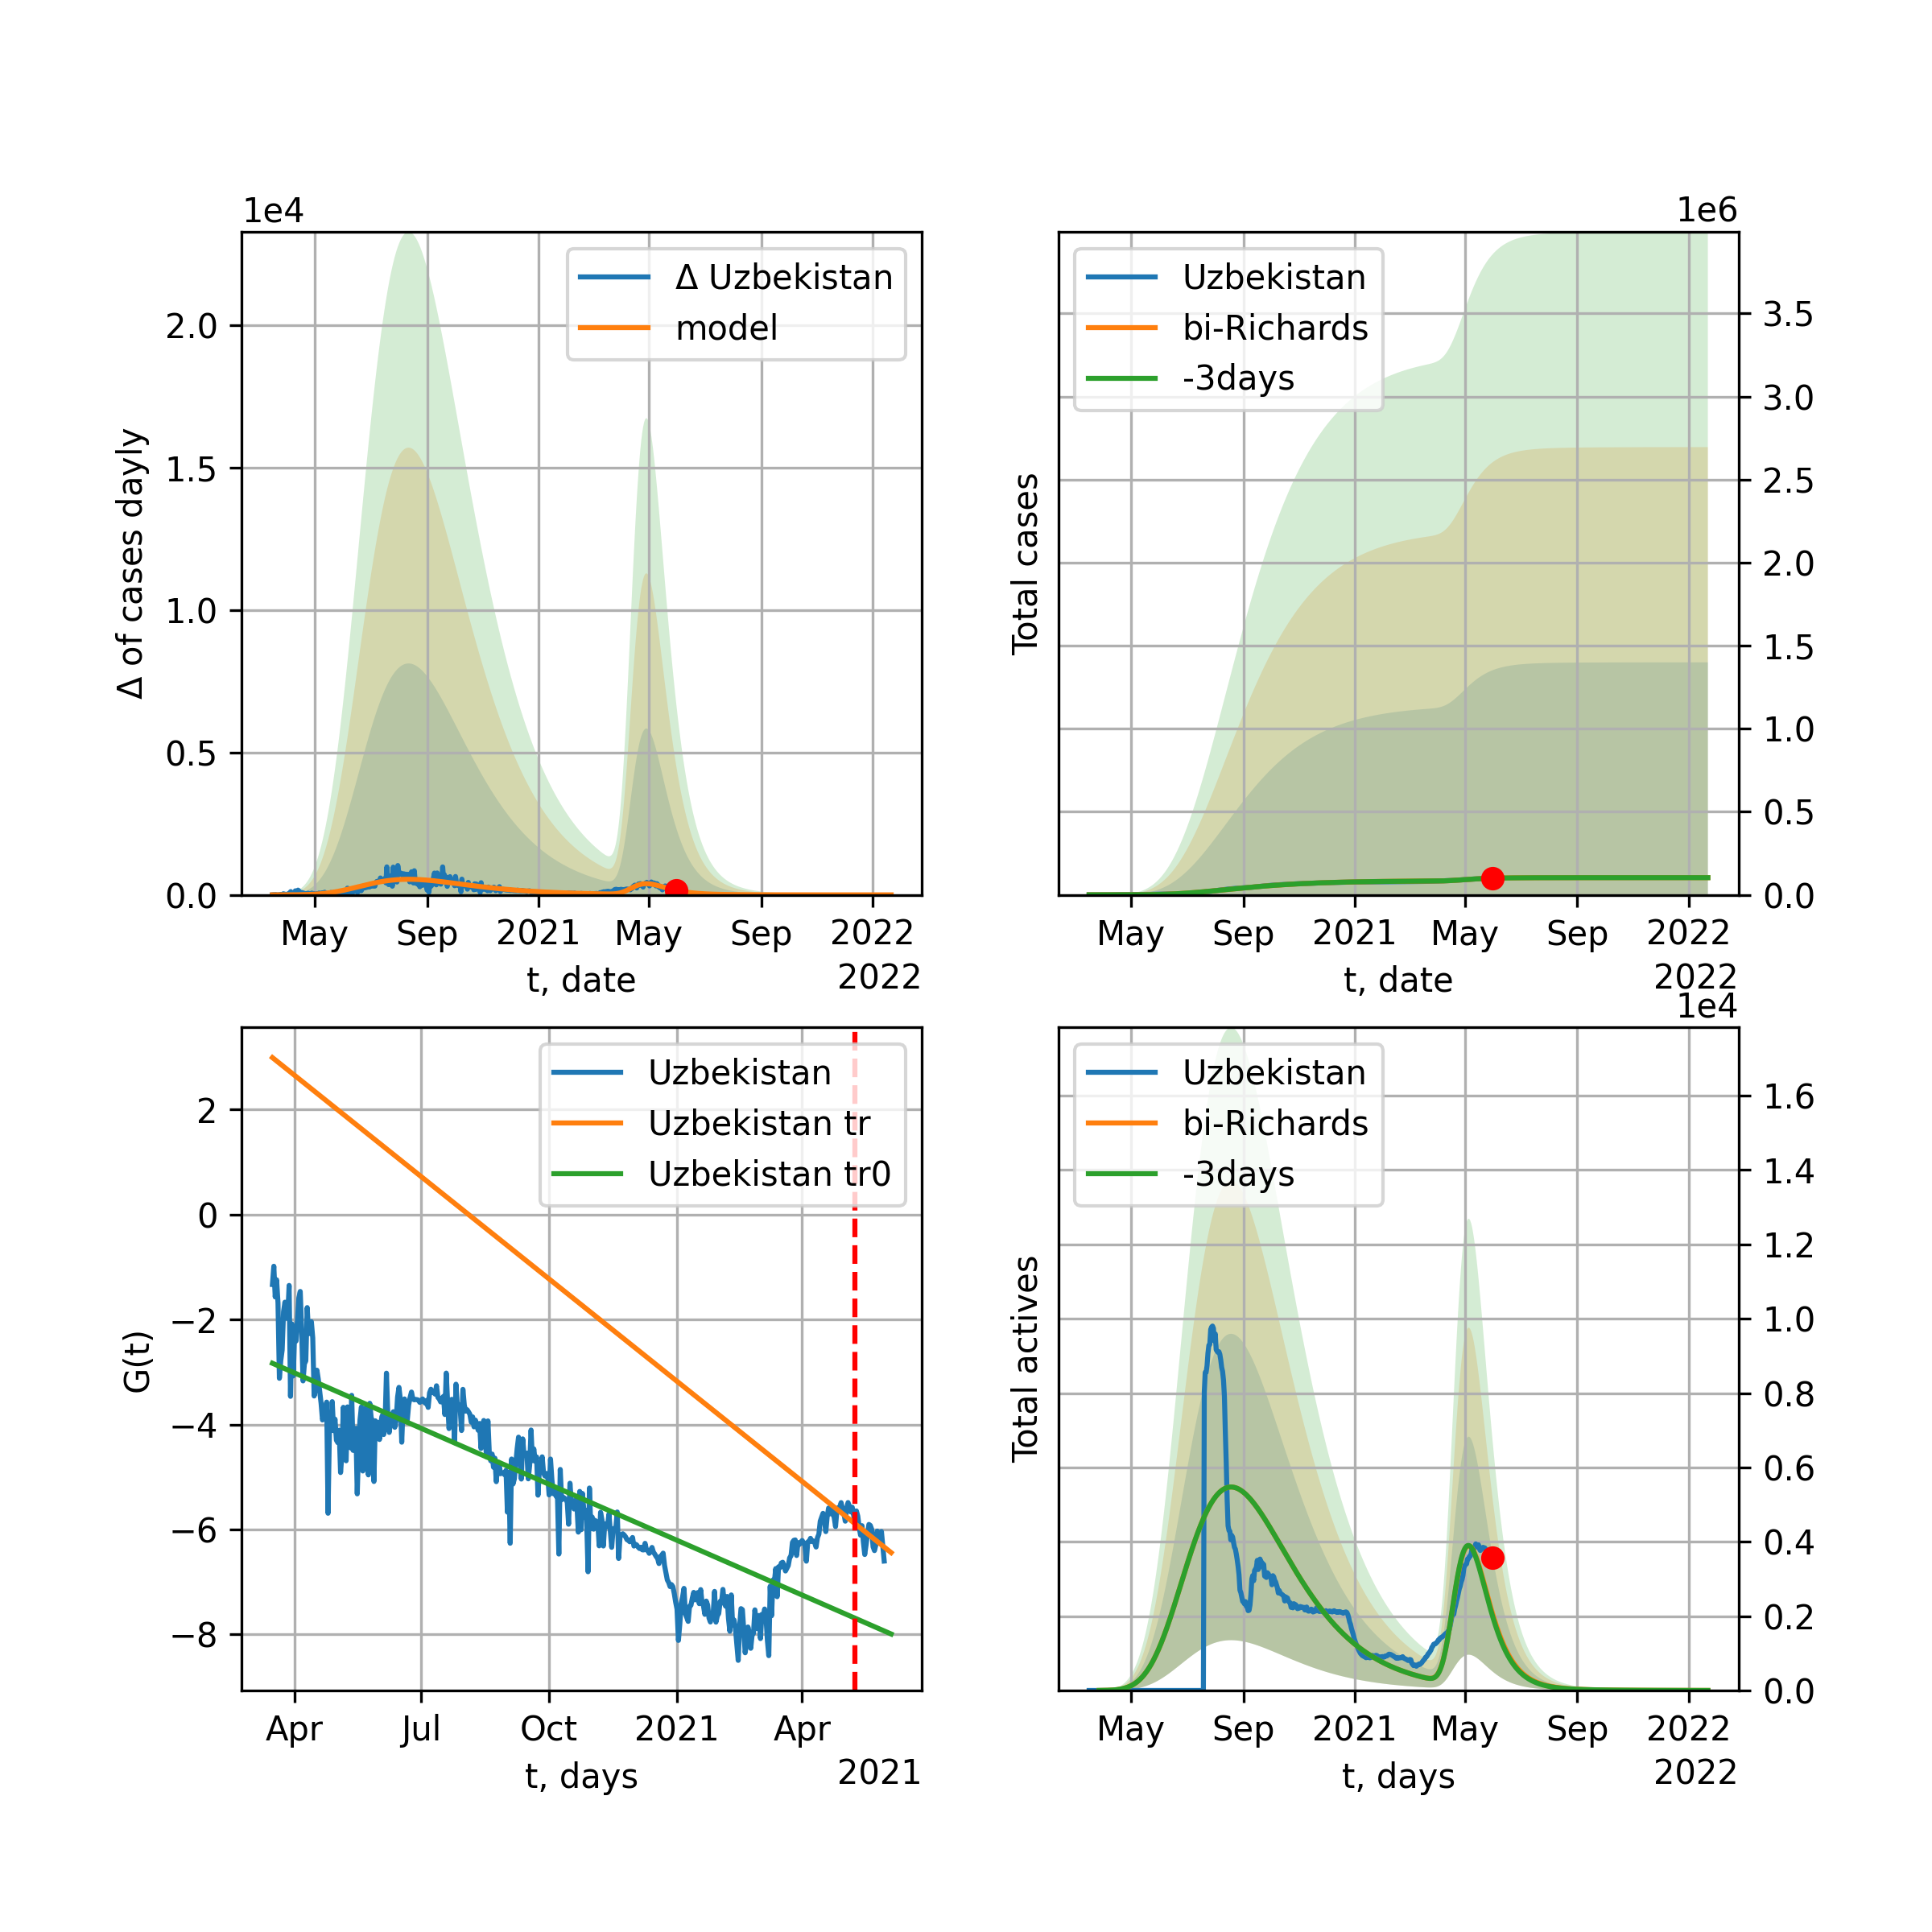 1e4
Δ of cases dayly
2.0
1.5
1.0
0.5
0.0
Δ Uzbekistan
model
May Sep 2021 May Sep 2022
t, date
2022
1e6
Total cases
Uzbekistan
bi-Richards
-3days
3.5
3.0
2.5
2.0
1.5
1.0
0.5
0.0
May Sep 2021 May Sep 2022
t, date
2022
G(t)
2
0
−2
−4
−6
−8
Uzbekistan
Uzbekistan tr
Uzbekistan tr0
Apr Jul Oct 2021 Apr
t, days
2021
1e4
Total actives
Uzbekistan
bi-Richards
-3days
1.6
1.4
1.2
1.0
0.8
0.6
0.4
0.2
0.0
May Sep 2021 May Sep 2022
t, days
2022